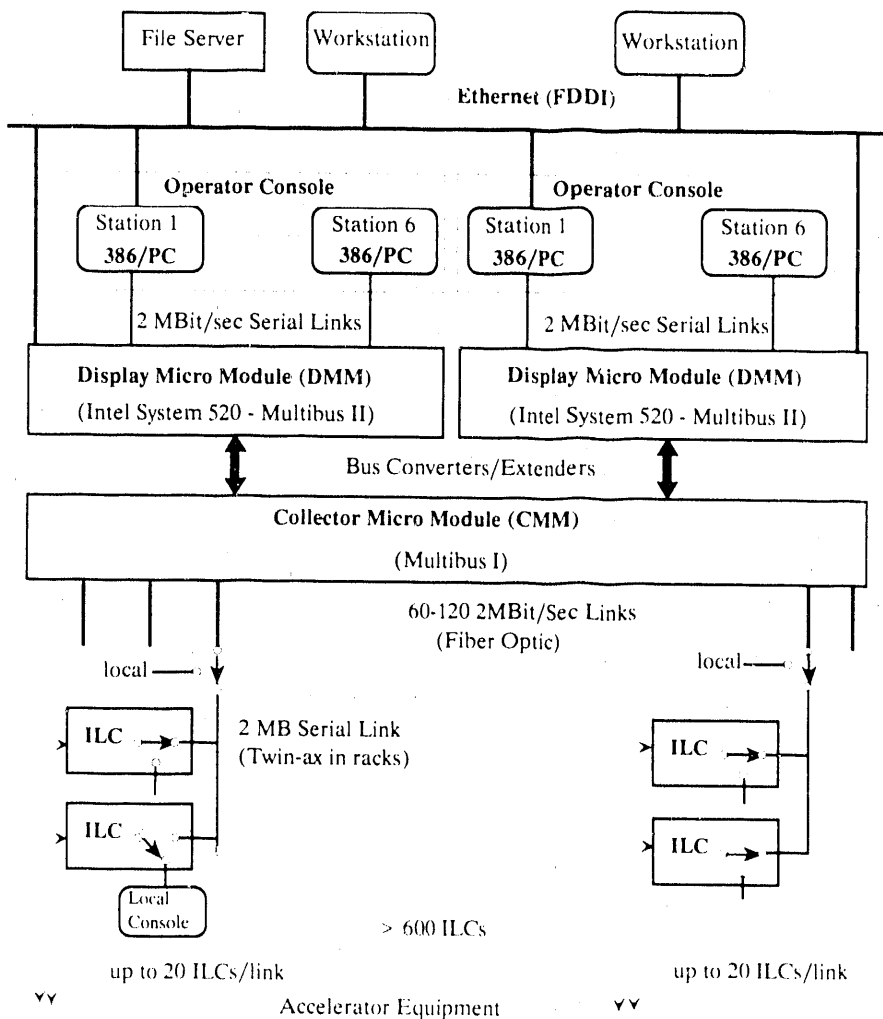 File Server
Workstation
Workstation
Ethernet (FDDI)
Operator Console
Operator Console
Station 1
386/PC
Station 6
386/PC
Station 1
386/PC
Station 6
386/PC
2 MBit/sec Serial Links
2 MBit/sec Serial Links
Display Micro Module (DMM)
(Intel System 520 - Multibus II)
Display Micro Module (DMM)
(Intel System 520 - Multibus II)
Bus Converters/Extenders
Collector Micro Module (CMM)
(Multibus I)
60-120 2MBit/Sec Links
(Fiber Optic)
local
local
ILC
2 MB Serial Link
(Twin-ax in racks)
ILC
ILC
ILC
Local
Console
> 600 ILCs
up to 20 ILCs/link
up to 20 ILCs/link
Accelerator Equipment